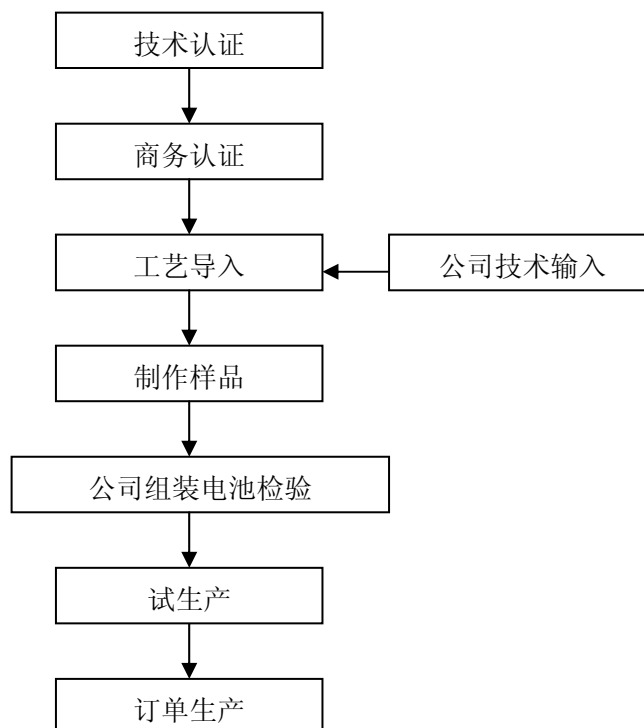 技术认证
商务认证
工艺导入
公司技术输入
制作样品
公司组装电池检验
试生产
订单生产